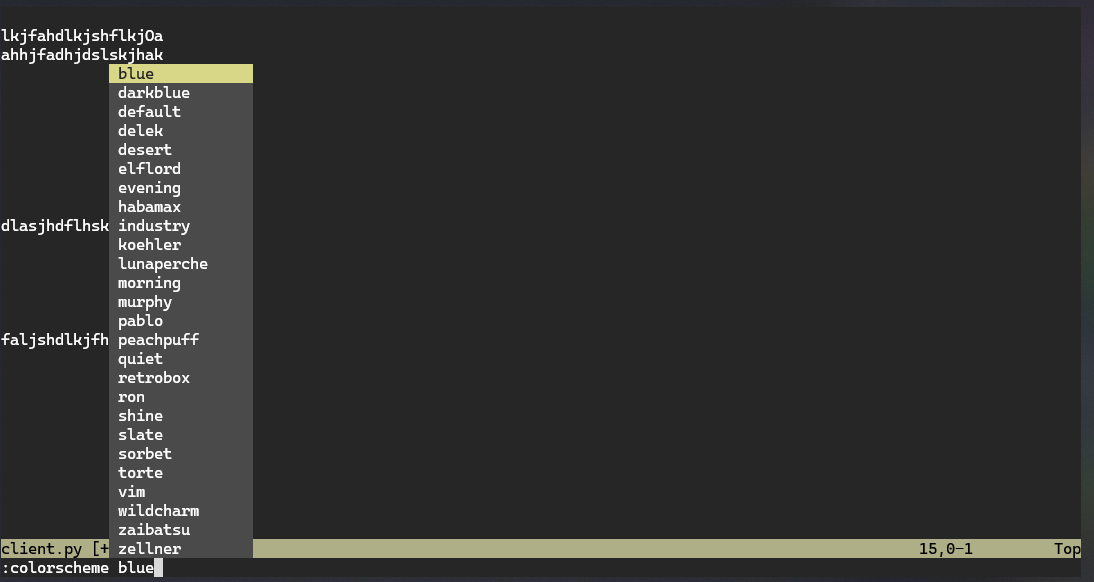 lkjfahdlkjshflkjOa
ahhjfadhjdslskjhak
blue
darkblue
default
delek
desert
elflord
evening
habamax
dlasjhdflhsk industry
koehler
lunaperche
morning
murphy
pablo
faljshdlkjfh peachpuff
quiet
retrobox
ron
shine
slate
sorbet
torte
vim
wildcharm
zaibatsu
client.py [+ zellner 15,0-1 Top
:colorscheme blue